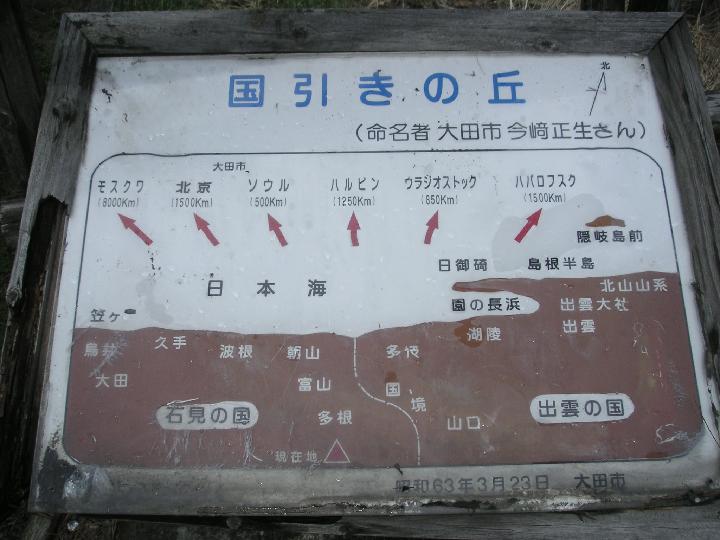 国引きの丘
北
(命名者 大田市 今﨑正生さん)
大田市
モスクワ 北京 ソウル ハルピン ウラジオストック ハバロフスク
(8000Km) (1500Km) (500Km) (1250Km) (850Km) (1500Km)
隠岐島前
日御碕 島根半島
日本海
北山山系
園の長浜 出雲大社
笠ヶ
出雲
湖陵
鳥井 久手 波根 朝山 多伎
大田 富山 国境
石見の国 多根 山口 出雲の国
現在地
昭和63年3月23日 大田市